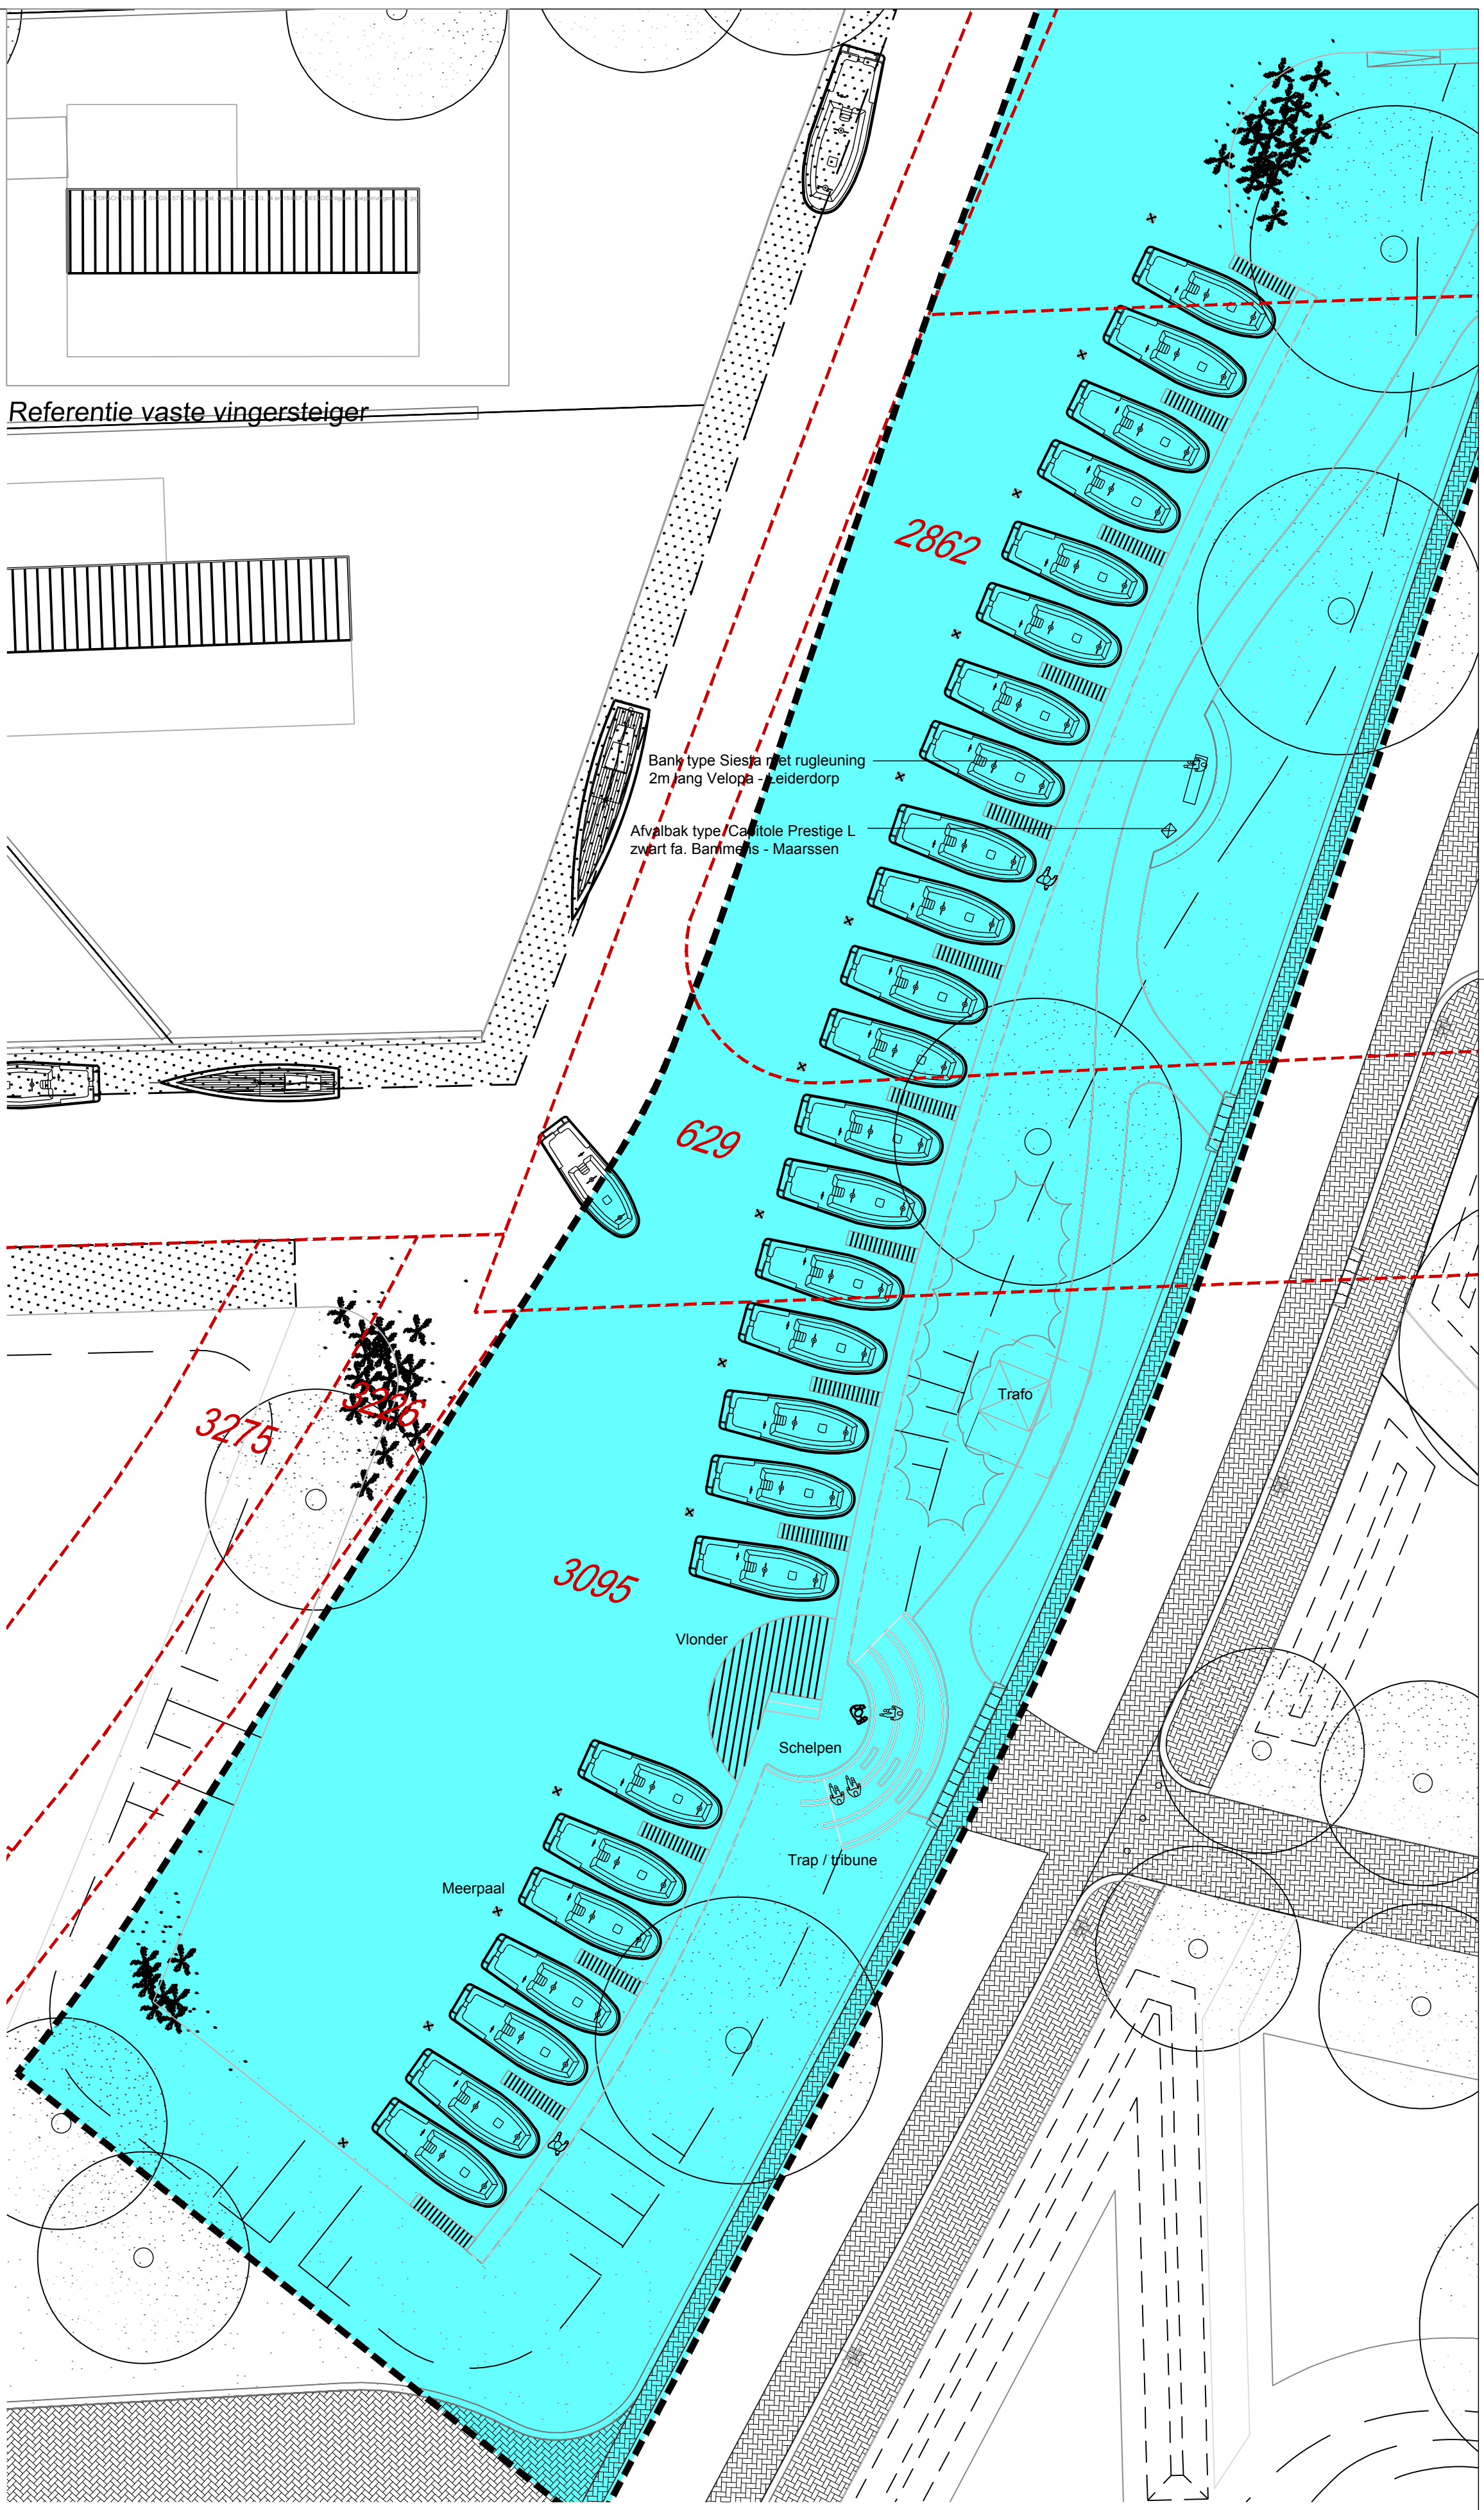 Referentie vaste vingersteiger
2862
Bank type Siesta met rugleuning
2m lang Velopa - Leiderdorp
Afvalbak type Capitole Prestige L
zwart fa. Bammens - Maarssen
629
3226
3275
Trafo
3095
Vlonder
Schelpen
Trap / tribune
Meerpaal